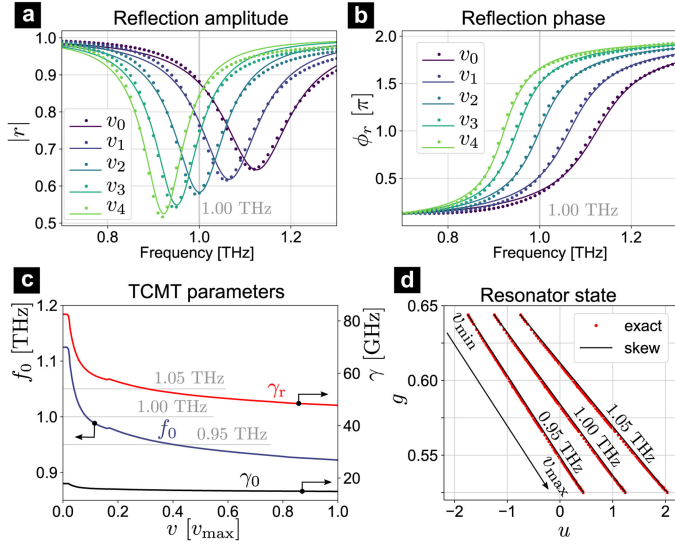 a
Reflection amplitude
1.0
0.9
0.8
0.7
0.6
0.5
|r|
v₀
v₁
v₂
v₃
v₄
1.00 THz
0.8 1.0 1.2
Frequency [THz]
b
Reflection phase
2.0
1.5
1.0
0.5
ϕᵣ [π]
v₀
v₁
v₂
v₃
v₄
1.00 THz
0.8 1.0 1.2
Frequency [THz]
c
TCMT parameters
1.2
1.1
1.0
0.9
f₀ [THz]
80
60
40
20
γ [GHz]
1.05 THz
γᵣ
1.00 THz
f₀
0.95 THz
γ₀
0.0 0.2 0.4 0.6 0.8 1.0
v [v_max]
d
Resonator state
0.65
0.60
0.55
g
v_min
exact
skew
0.95 THz
1.00 THz
1.05 THz
v_max
−2 −1 0 1 2
u